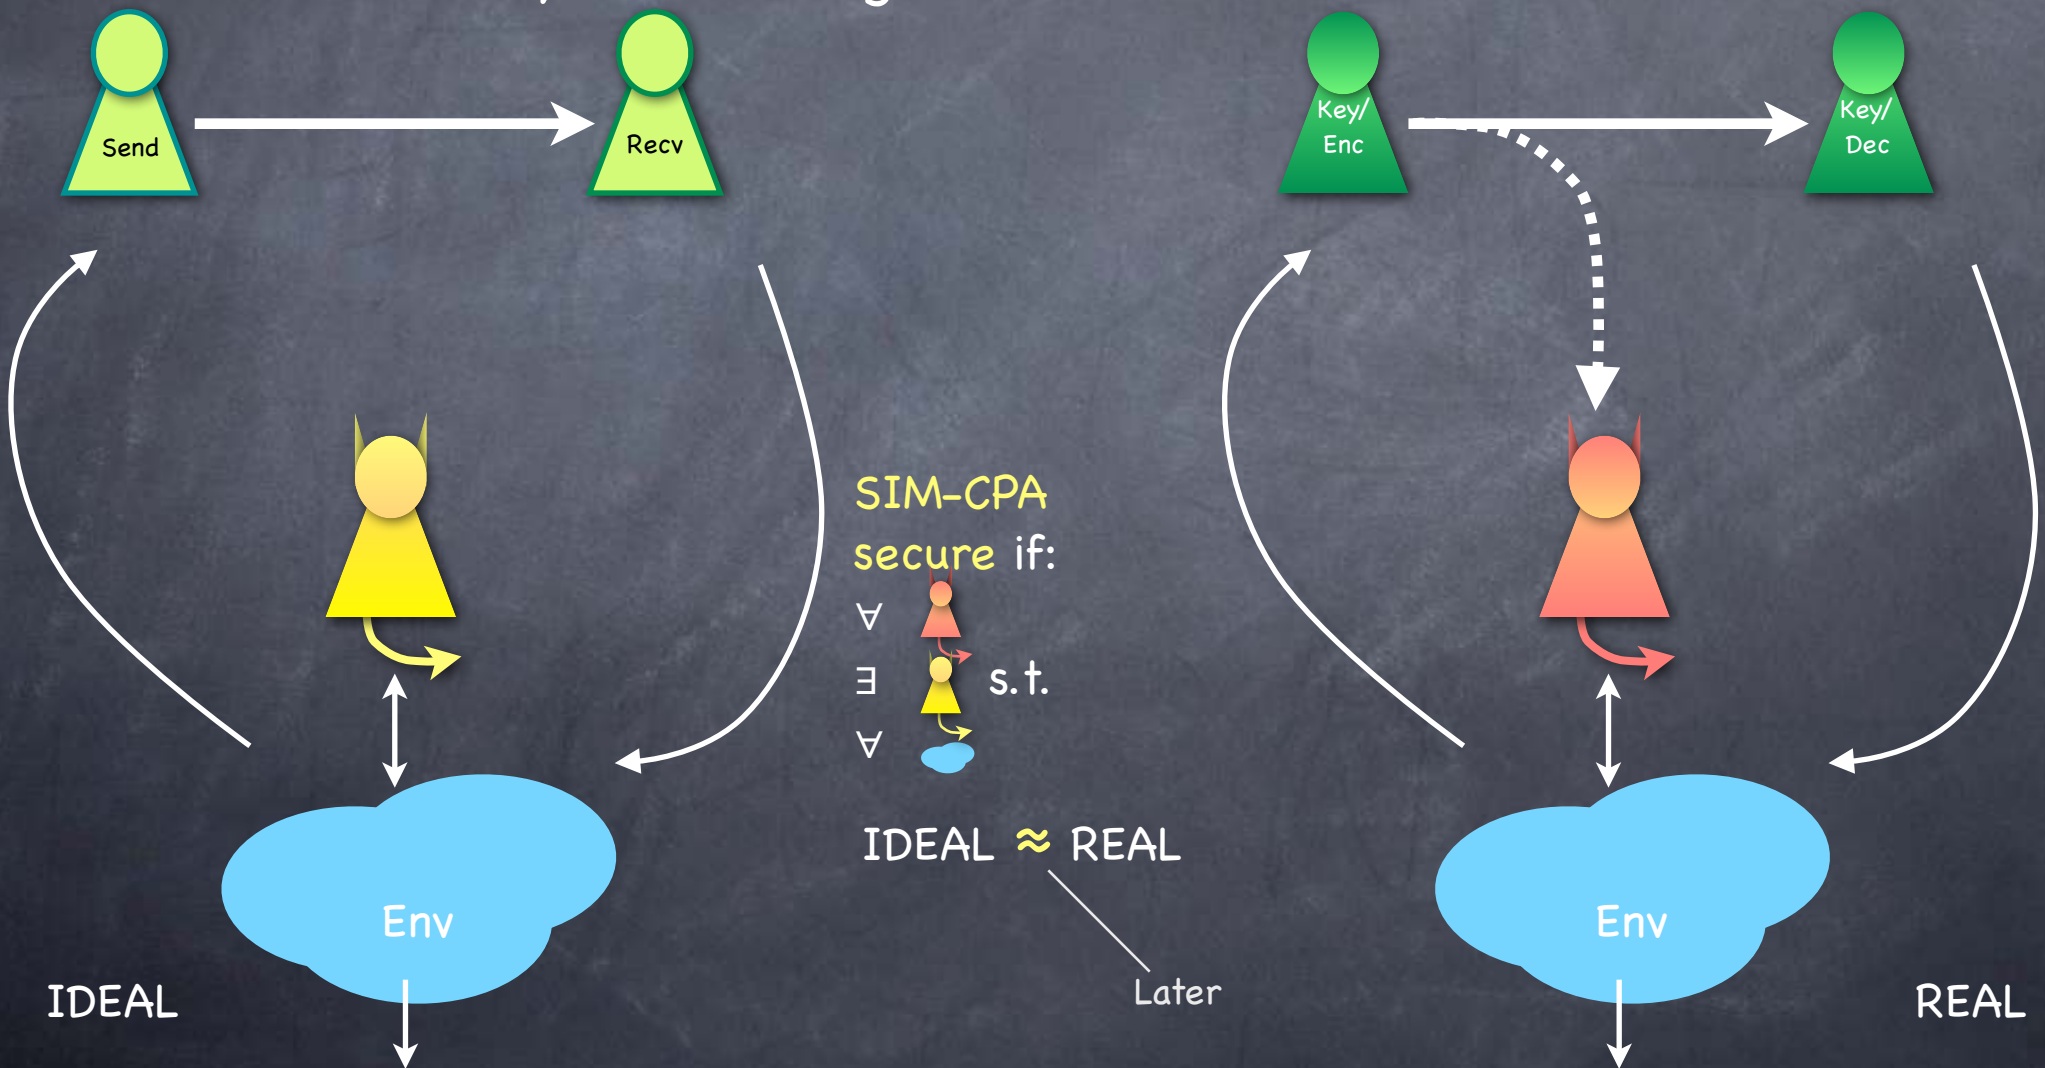 Send
Recv
Key/
Enc
Key/
Dec
SIM-CPA
secure if:
∀
∃ s.t.
∀
IDEAL ≈ REAL
Env
Env
Later
IDEAL
REAL